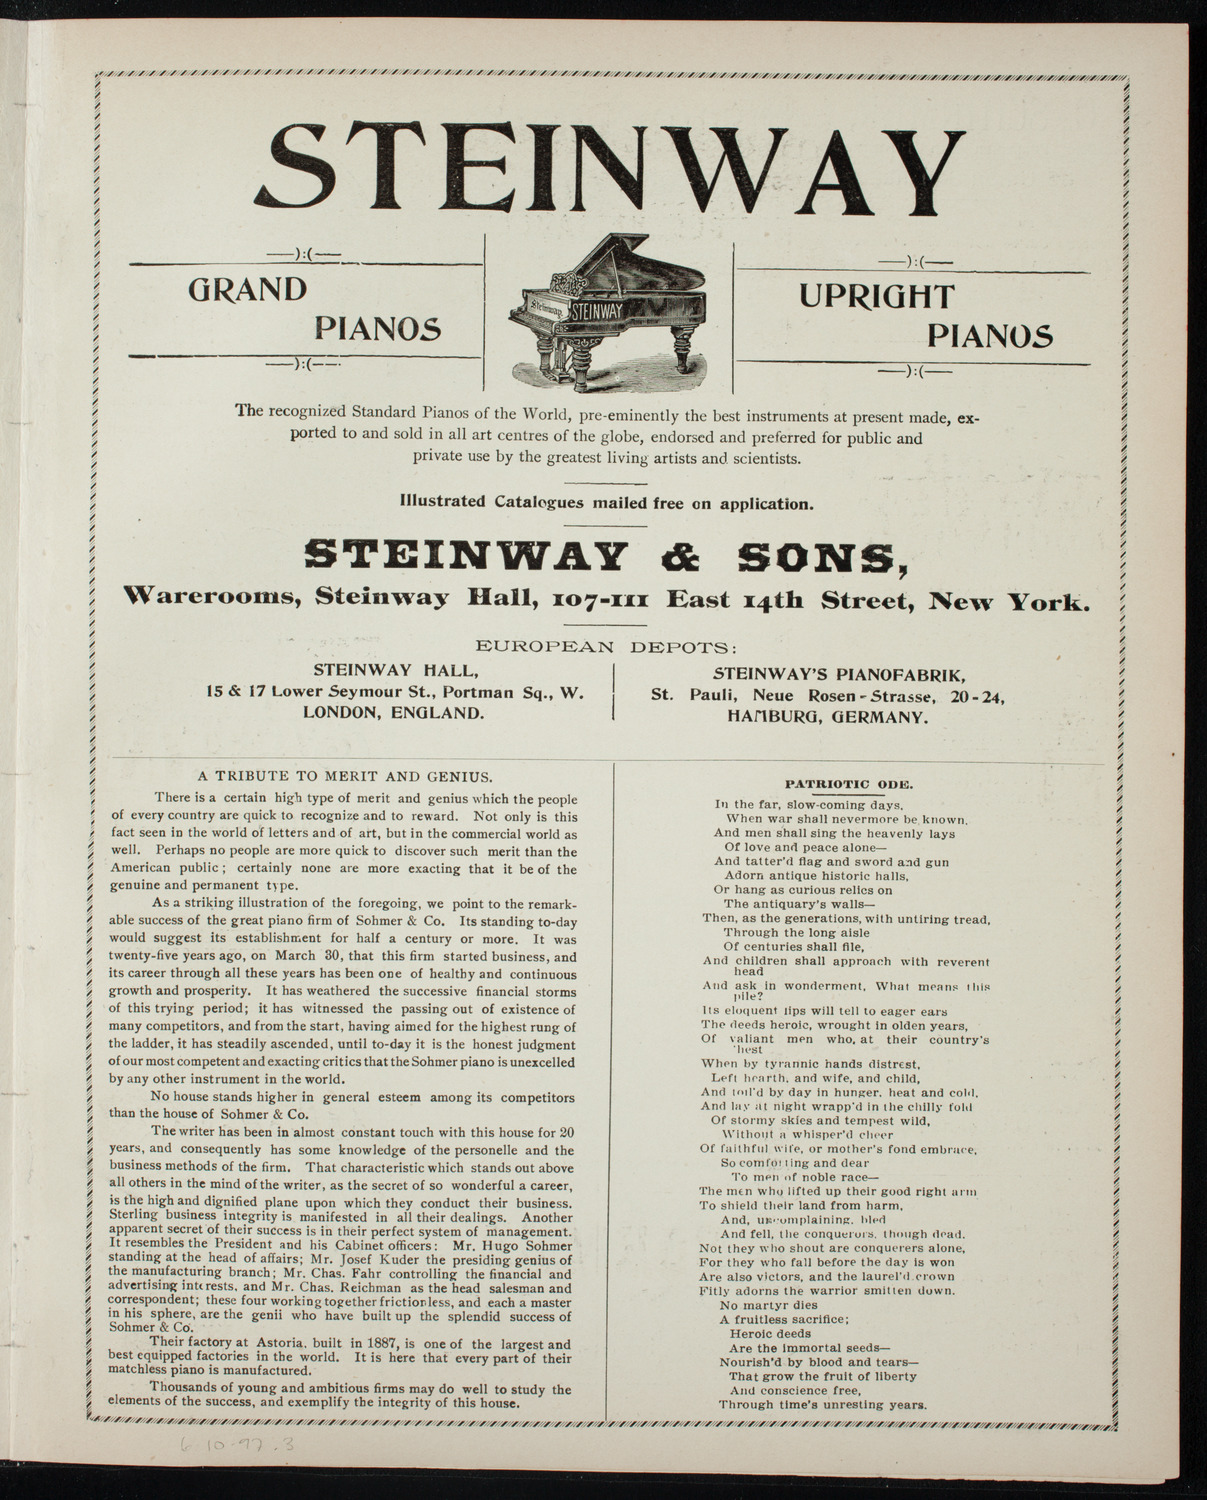 STEINWAY
——):(——
GRAND
PIANOS
——):(——
Steinway
STEINWAY
——):(——
UPRIGHT
PIANOS
——):(——
The recognized Standard Pianos of the World, pre-eminently the best instruments at present made, ex-
ported to and sold in all art centres of the globe, endorsed and preferred for public and
private use by the greatest living artists and scientists.
Illustrated Catalogues mailed free on application.
STEINWAY & SONS,
Warerooms, Steinway Hall, 107-111 East 14th Street, New York.
EUROPEAN DEPOTS:
STEINWAY HALL,
15 & 17 Lower Seymour St., Portman Sq., W.
LONDON, ENGLAND.
STEINWAY'S PIANOFABRIK,
St. Pauli, Neue Rosen-Strasse, 20-24,
HAMBURG, GERMANY.
A TRIBUTE TO MERIT AND GENIUS.
There is a certain high type of merit and genius which the people
of every country are quick to recognize and to reward. Not only is this
fact seen in the world of letters and of art, but in the commercial world as
well. Perhaps no people are more quick to discover such merit than the
American public; certainly none are more exacting that it be of the
genuine and permanent type.
As a striking illustration of the foregoing, we point to the remark-
able success of the great piano firm of Sohmer & Co. Its standing to-day
would suggest its establishment for half a century or more. It was
twenty-five years ago, on March 30, that this firm started business, and
its career through all these years has been one of healthy and continuous
growth and prosperity. It has weathered the successive financial storms
of this trying period; it has witnessed the passing out of existence of
many competitors, and from the start, having aimed for the highest rung of
the ladder, it has steadily ascended, until to-day it is the honest judgment
of our most competent and exacting critics that the Sohmer piano is unexcelled
by any other instrument in the world.
No house stands higher in general esteem among its competitors
than the house of Sohmer & Co.
The writer has been in almost constant touch with this house for 20
years, and consequently has some knowledge of the personelle and the
business methods of the firm. That characteristic which stands out above
all others in the mind of the writer, as the secret of so wonderful a career,
is the high and dignified plane upon which they conduct their business.
Sterling business integrity is manifested in all their dealings. Another
apparent secret of their success is in their perfect system of management.
It resembles the President and his Cabinet officers: Mr. Hugo Sohmer
standing at the head of affairs; Mr. Josef Kuder the presiding genius of
the manufacturing branch; Mr. Chas. Fahr controlling the financial and
advertising interests, and Mr. Chas. Reichman as the head salesman and
correspondent; these four working together frictionless, and each a master
in his sphere, are the genii who have built up the splendid success of
Sohmer & Co.
Their factory at Astoria, built in 1887, is one of the largest and
best equipped factories in the world. It is here that every part of their
matchless piano is manufactured.
Thousands of young and ambitious firms may do well to study the
elements of the success, and exemplify the integrity of this house.
PATRIOTIC ODE.
In the far, slow-coming days,
When war shall nevermore be known,
And men shall sing the heavenly lays
Of love and peace alone—
And tatter'd flag and sword and gun
Adorn antique historic halls,
Or hang as curious relics on
The antiquary's walls—
Then, as the generations, with untiring tread,
Through the long aisle
Of centuries shall file,
And children shall approach with reverent
head
And ask in wonderment, What means this
pile?
Its eloquent lips will tell to eager ears
The deeds heroic, wrought in olden years,
Of valiant men who, at their country's
'hest
When by tyrannic hands distrest,
Left hearth, and wife, and child,
And toil'd by day in hunger, heat and cold,
And lay at night wrapp'd in the chilly fold
Of stormy skies and tempest wild,
Without a whisper'd cheer
Of faithful wife, or mother's fond embrace,
So comforting and dear
To men of noble race—
The men who lifted up their good right arm
To shield their land from harm,
And, uncomplaining, bled
And fell, the conquerors, though dead.
Not they who shout are conquerers alone,
For they who fall before the day is won
Are also victors, and the laurel'd crown
Fitly adorns the warrior smitten down.
No martyr dies
A fruitless sacrifice;
Heroic deeds
Are the immortal seeds—
Nourish'd by blood and tears—
That grow the fruit of liberty
And conscience free,
Through time's unresting years.
6-10-97.3